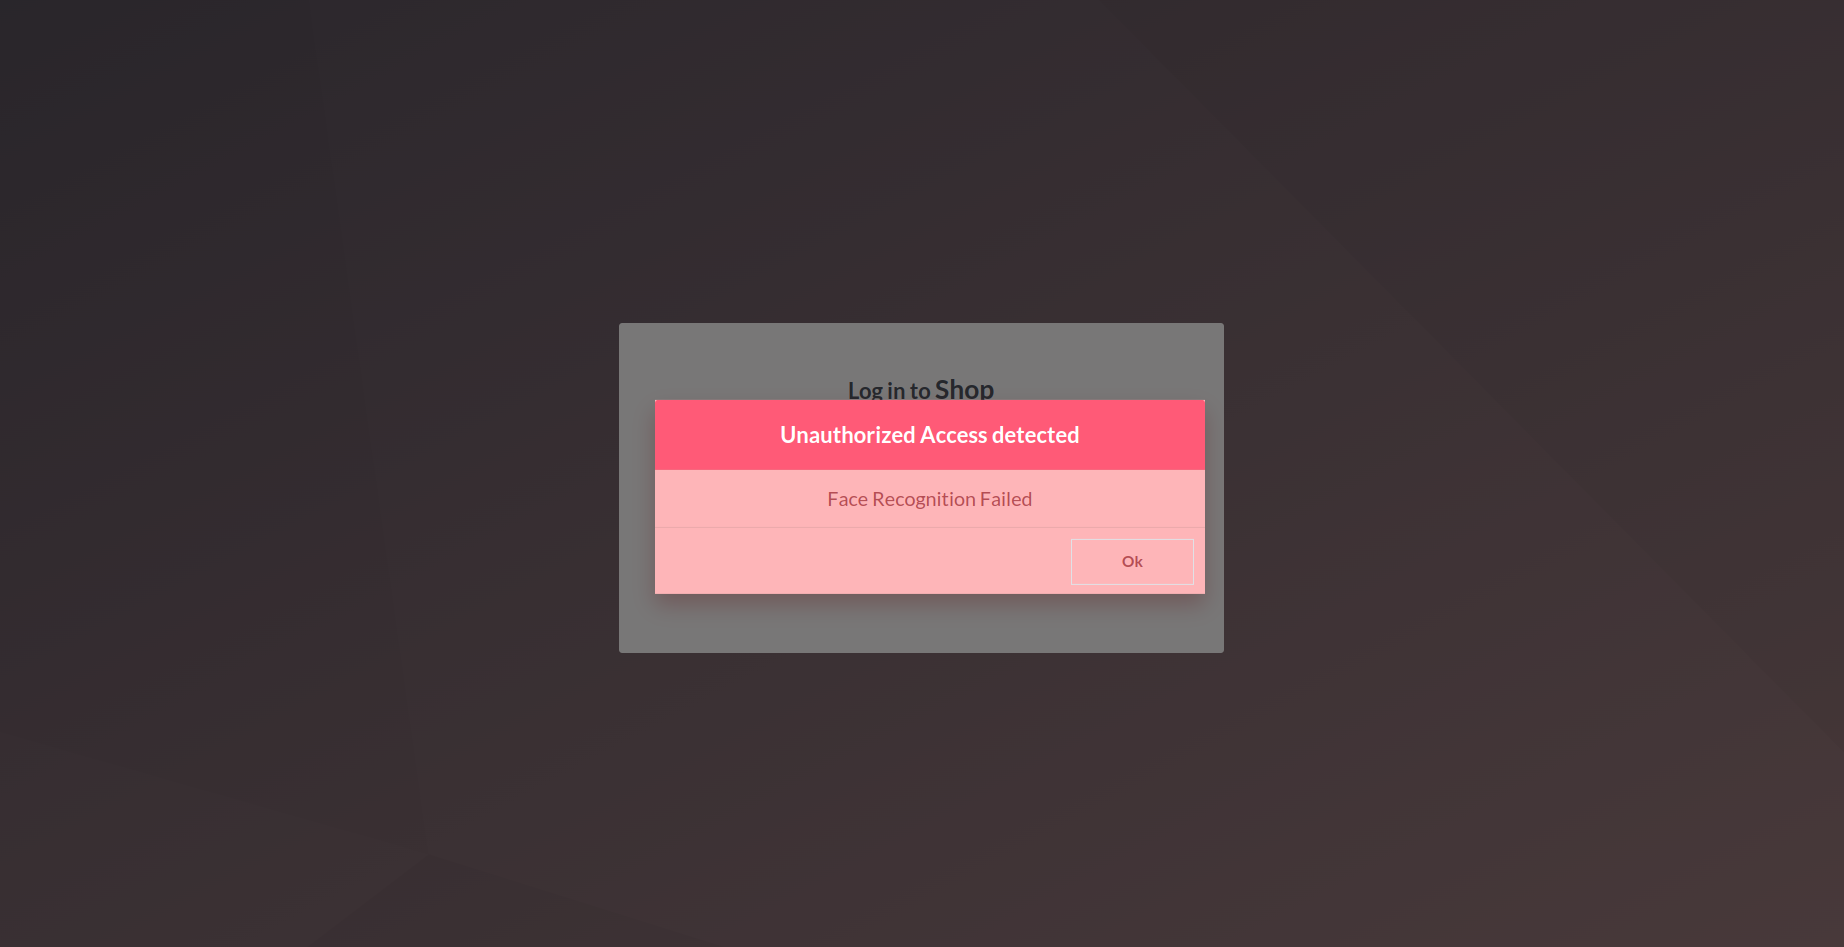 Log in to Shop
Unauthorized Access detected
Face Recognition Failed
Ok